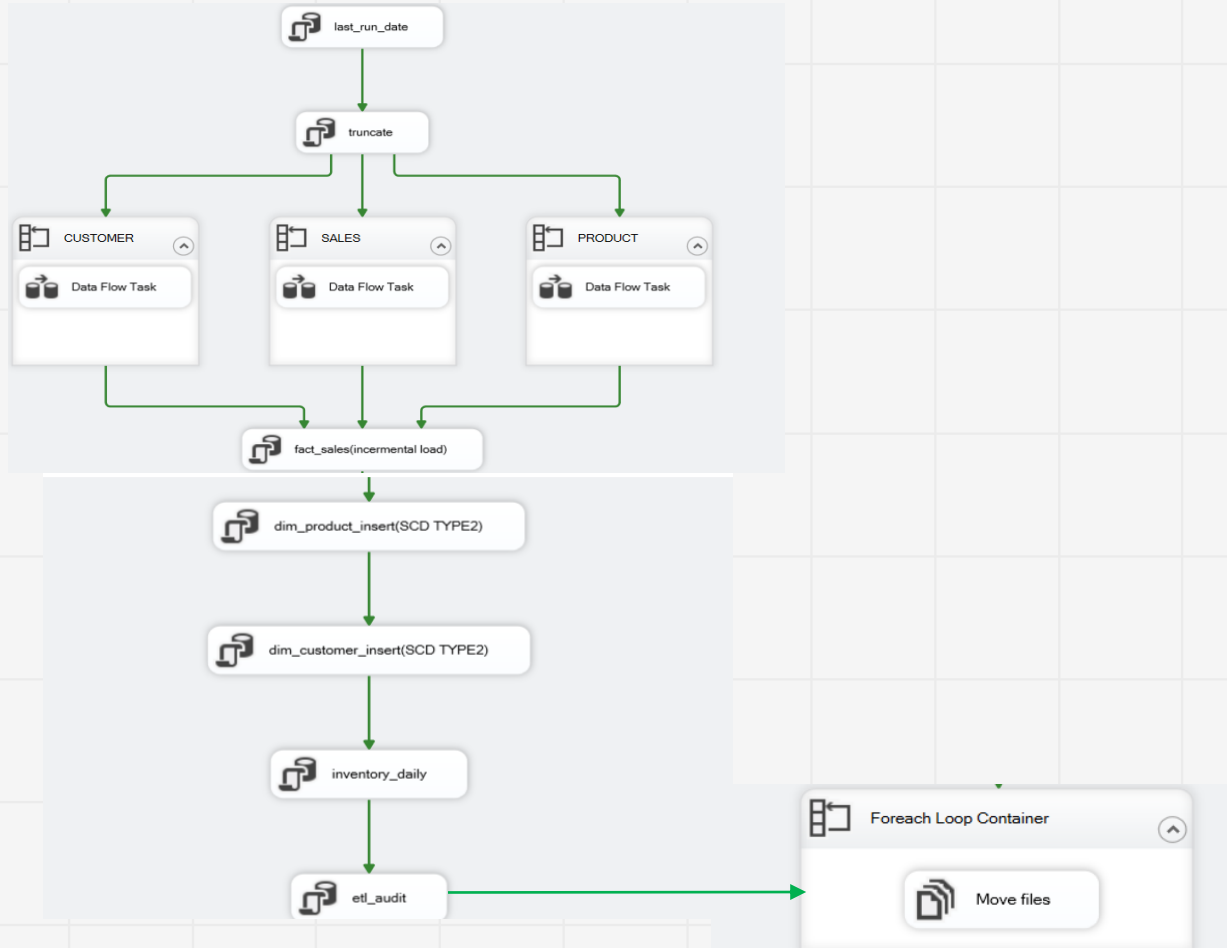 last_run_date
truncate
CUSTOMER
SALES
PRODUCT
Data Flow Task
Data Flow Task
Data Flow Task
fact_sales(incermental load)
dim_product_insert(SCD TYPE2)
dim_customer_insert(SCD TYPE2)
inventory_daily
Foreach Loop Container
etl_audit
Move files